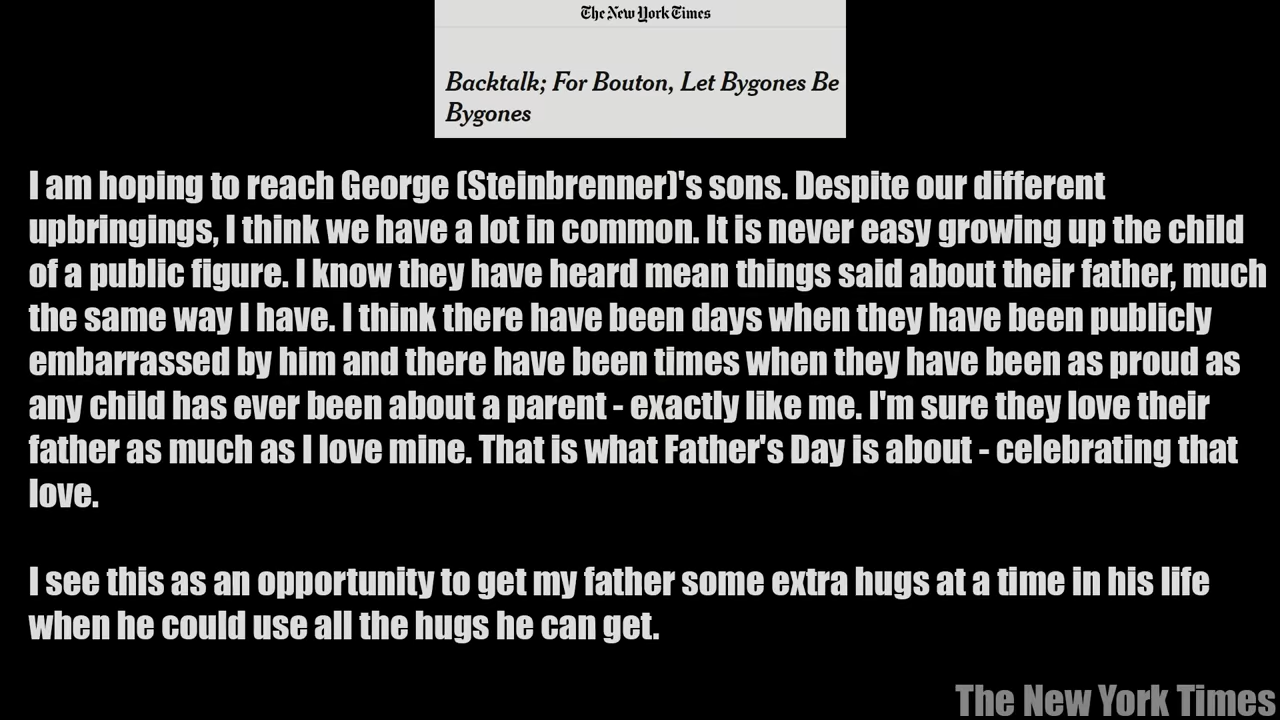 The New York Times
Backtalk; For Bouton, Let Bygones Be
Bygones
I am hoping to reach George (Steinbrenner)'s sons. Despite our different
upbringings, I think we have a lot in common. It is never easy growing up the child
of a public figure. I know they have heard mean things said about their father, much
the same way I have. I think there have been days when they have been publicly
embarrassed by him and there have been times when they have been as proud as
any child has ever been about a parent - exactly like me. I'm sure they love their
father as much as I love mine. That is what Father's Day is about - celebrating that
love.
I see this as an opportunity to get my father some extra hugs at a time in his life
when he could use all the hugs he can get.
The New York Times